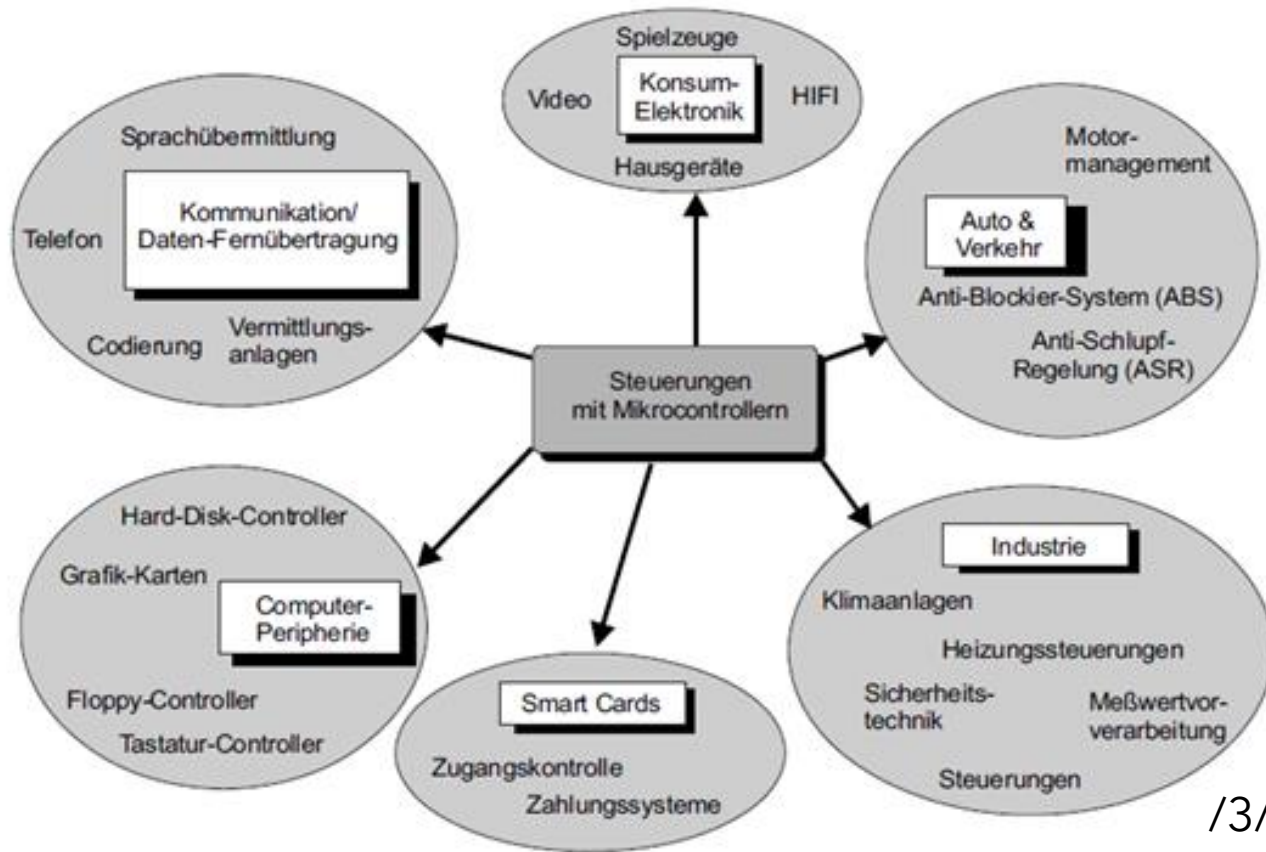 Spielzeuge
Video
Konsum-
Elektronik
HIFI
Hausgeräte
Sprachübermittlung
Kommunikation/
Daten-Fernübertragung
Telefon
Codierung
Vermittlungs-
anlagen
Motor-
management
Auto &
Verkehr
Anti-Blockier-System (ABS)
Anti-Schlupf-
Regelung (ASR)
Steuerungen
mit Mikrocontrollern
Hard-Disk-Controller
Grafik-Karten
Computer-
Peripherie
Floppy-Controller
Tastatur-Controller
Smart Cards
Zugangskontrolle
Zahlungssysteme
Industrie
Klimaanlagen
Heizungssteuerungen
Sicherheits-
technik
Meßwertvor-
verarbeitung
Steuerungen
/3/